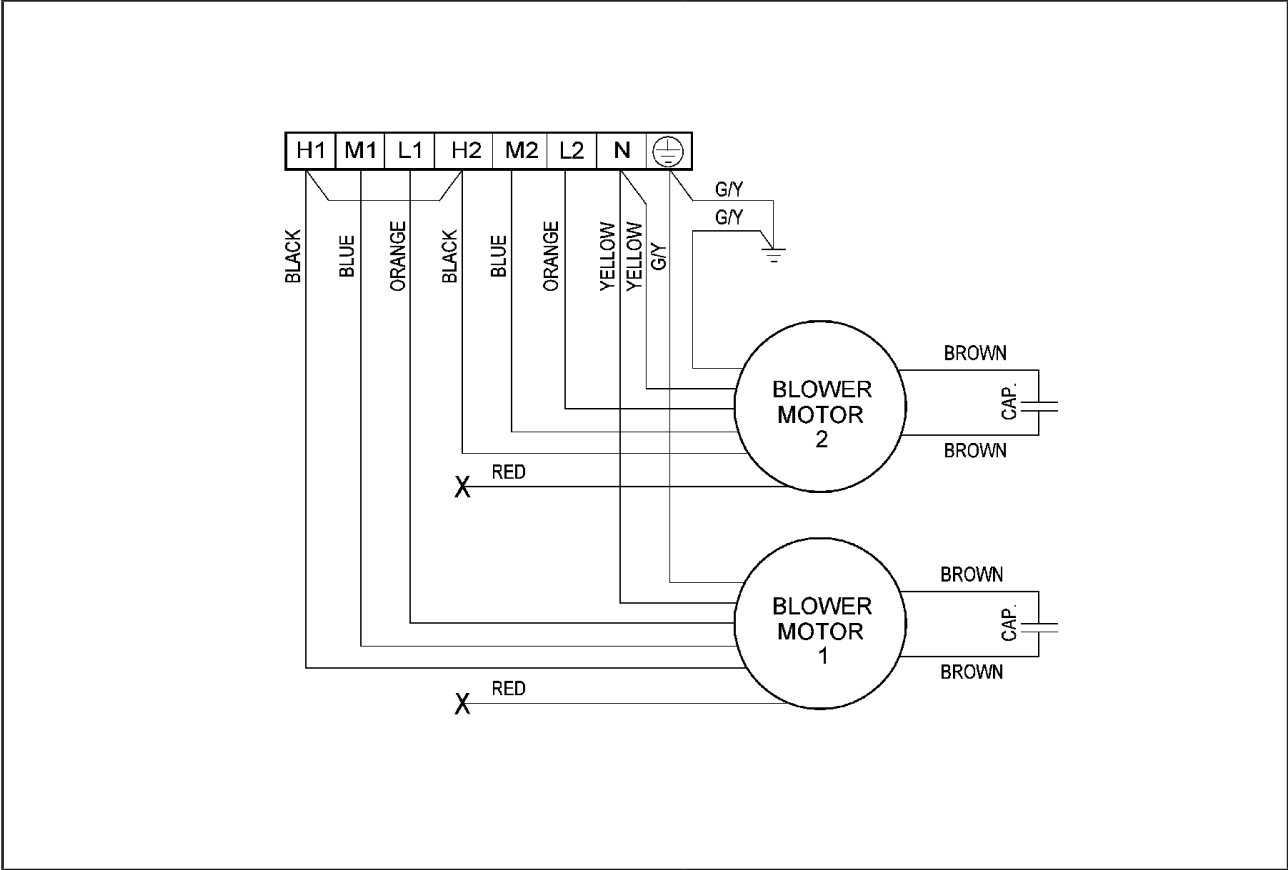 H1 M1 L1 H2 M2 L2 N
G/Y
G/Y
BLACK
BLUE
ORANGE
BLACK
BLUE
ORANGE
YELLOW
YELLOW
G/Y
BROWN
BLOWER
MOTOR
2
CAP.
BROWN
RED
X
BROWN
BLOWER
MOTOR
1
CAP.
BROWN
RED
X